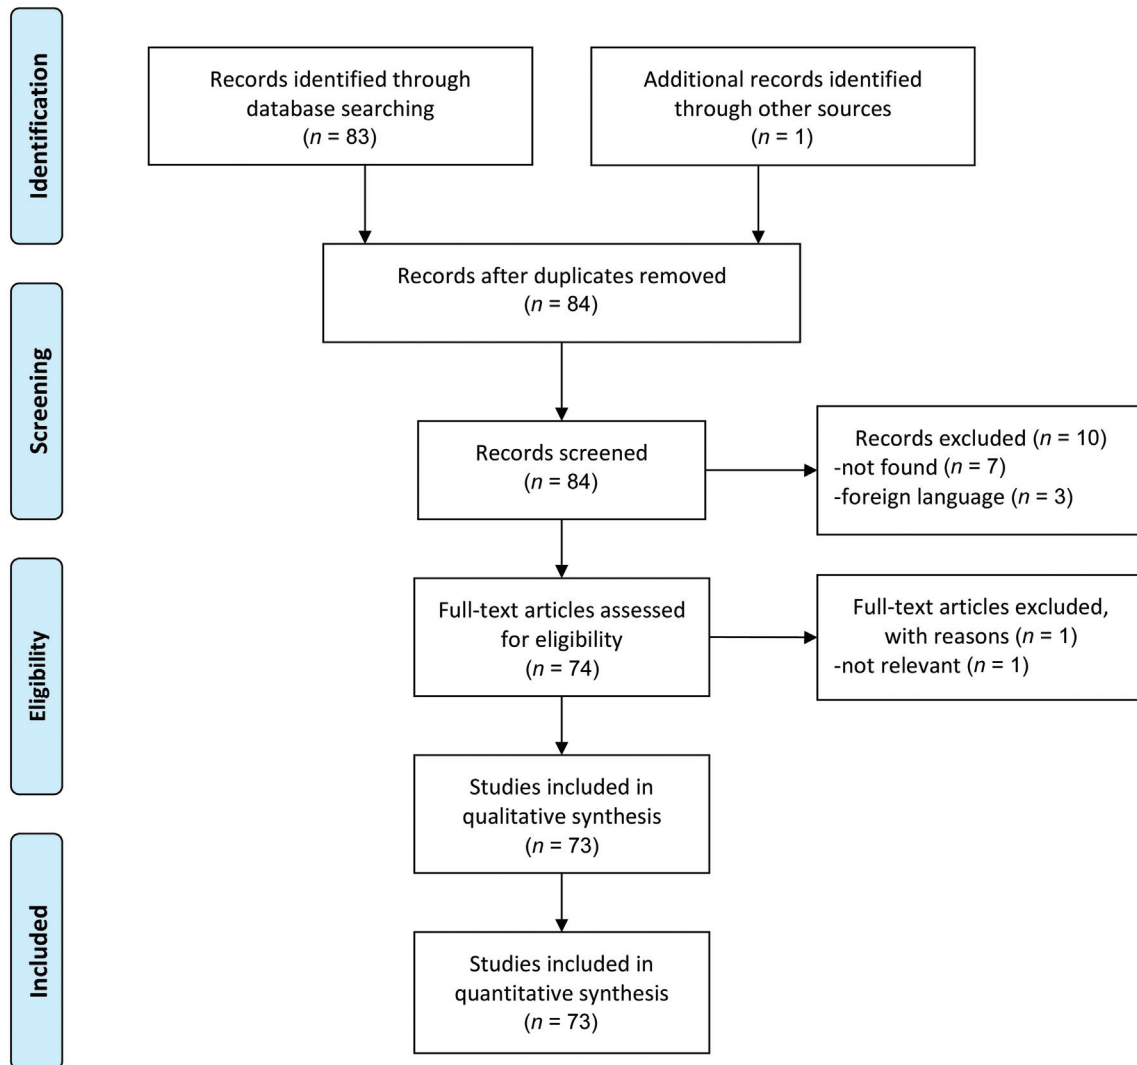 Identification
Records identified through
database searching
(n = 83)
Additional records identified
through other sources
(n = 1)
Records after duplicates removed
(n = 84)
Screening
Records screened
(n = 84)
Records excluded (n = 10)
-not found (n = 7)
-foreign language (n = 3)
Eligibility
Full-text articles assessed
for eligibility
(n = 74)
Full-text articles excluded,
with reasons (n = 1)
-not relevant (n = 1)
Studies included in
qualitative synthesis
(n = 73)
Included
Studies included in
quantitative synthesis
(n = 73)